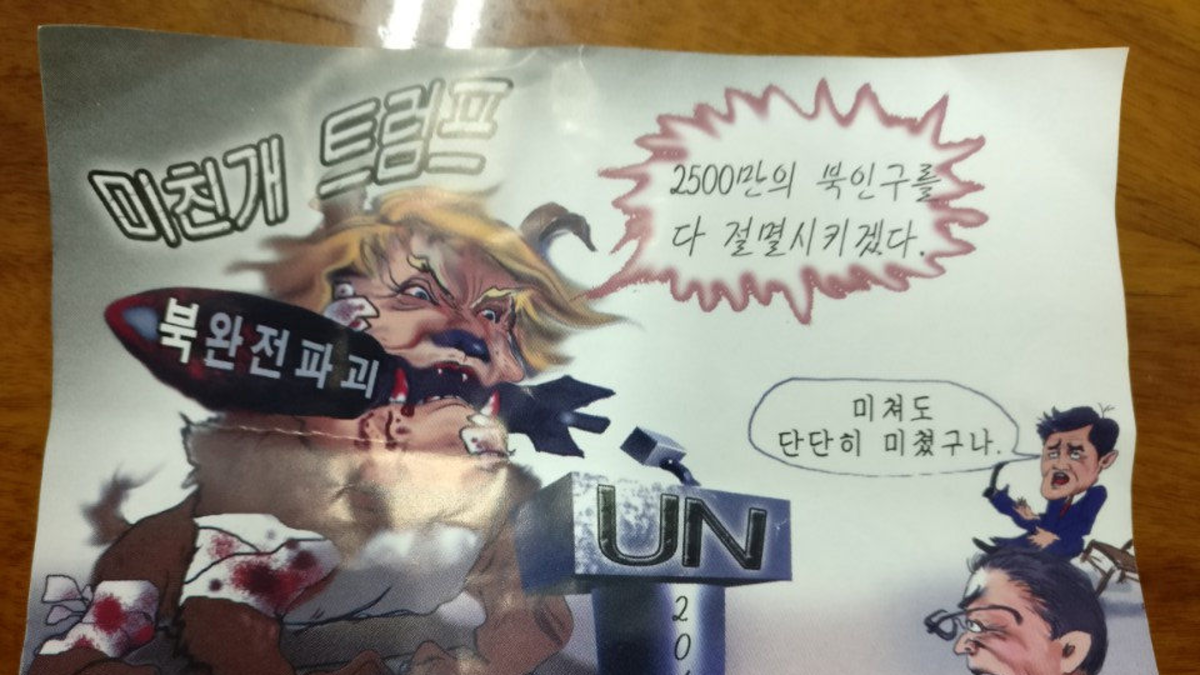 미친개 트럼프
2500만의 북인구를
다 절멸시키겠다.
북완전파괴
미쳐도
단단히 미쳤구나.
UN
20